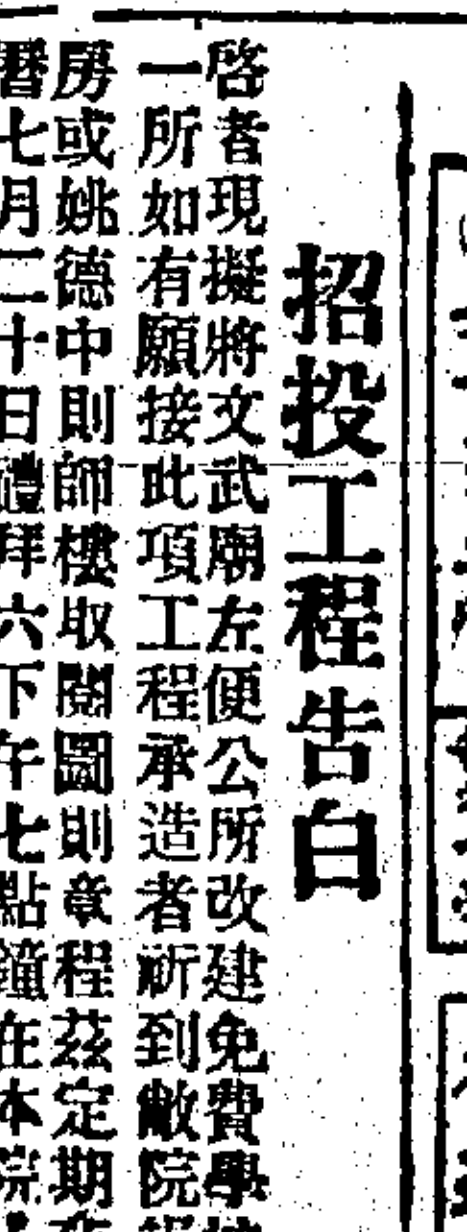 招投工程告白
啓者現擬將文武廟左便公所改建免費學
一所如有願接此項工程承造者祈到敝院
房或姚德中則師樓取閱圖則章程茲定期
暦七月二十日禮拜六下午七點鐘在本院